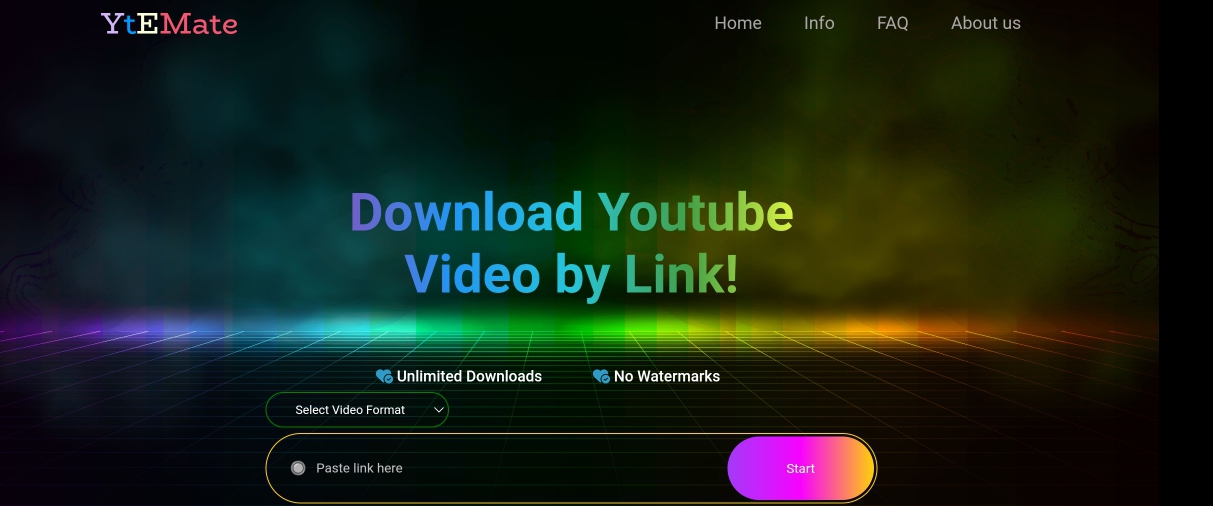 YtEMate
Home Info FAQ About us
Download Youtube
Video by Link!
Unlimited Downloads No Watermarks
Select Video Format
Paste link here Start